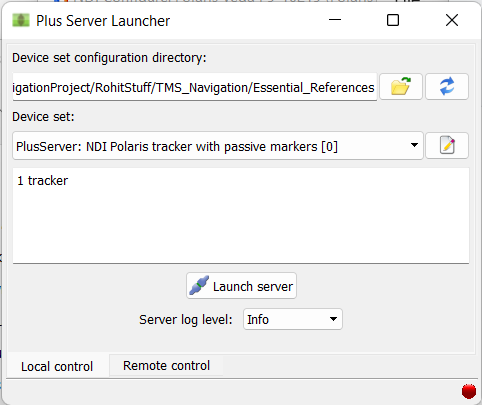 Plus Server Launcher
Device set configuration directory:
igationProject/RohitStuff/TMS_Navigation/Essential_References
Device set:
PlusServer: NDI Polaris tracker with passive markers [0]
1 tracker
Launch server
Server log level:
Info
Local control
Remote control